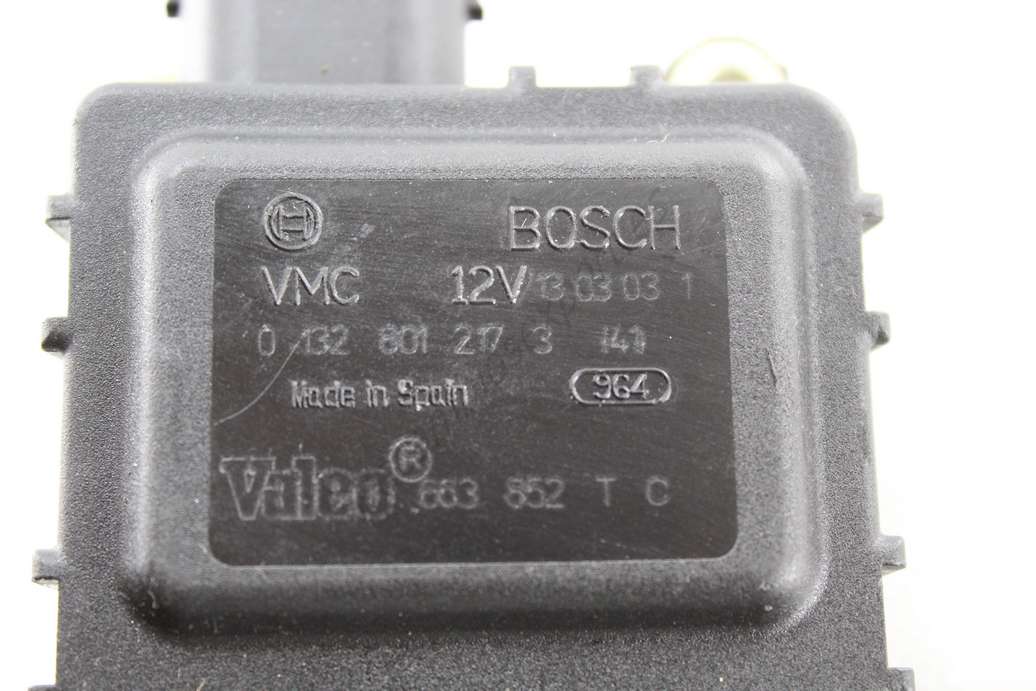 BOSCH
VMC 12V 13 03 03 1
0 132 801 217 3 (4)
Made in Spain 964
Valeo® 663 852 T C